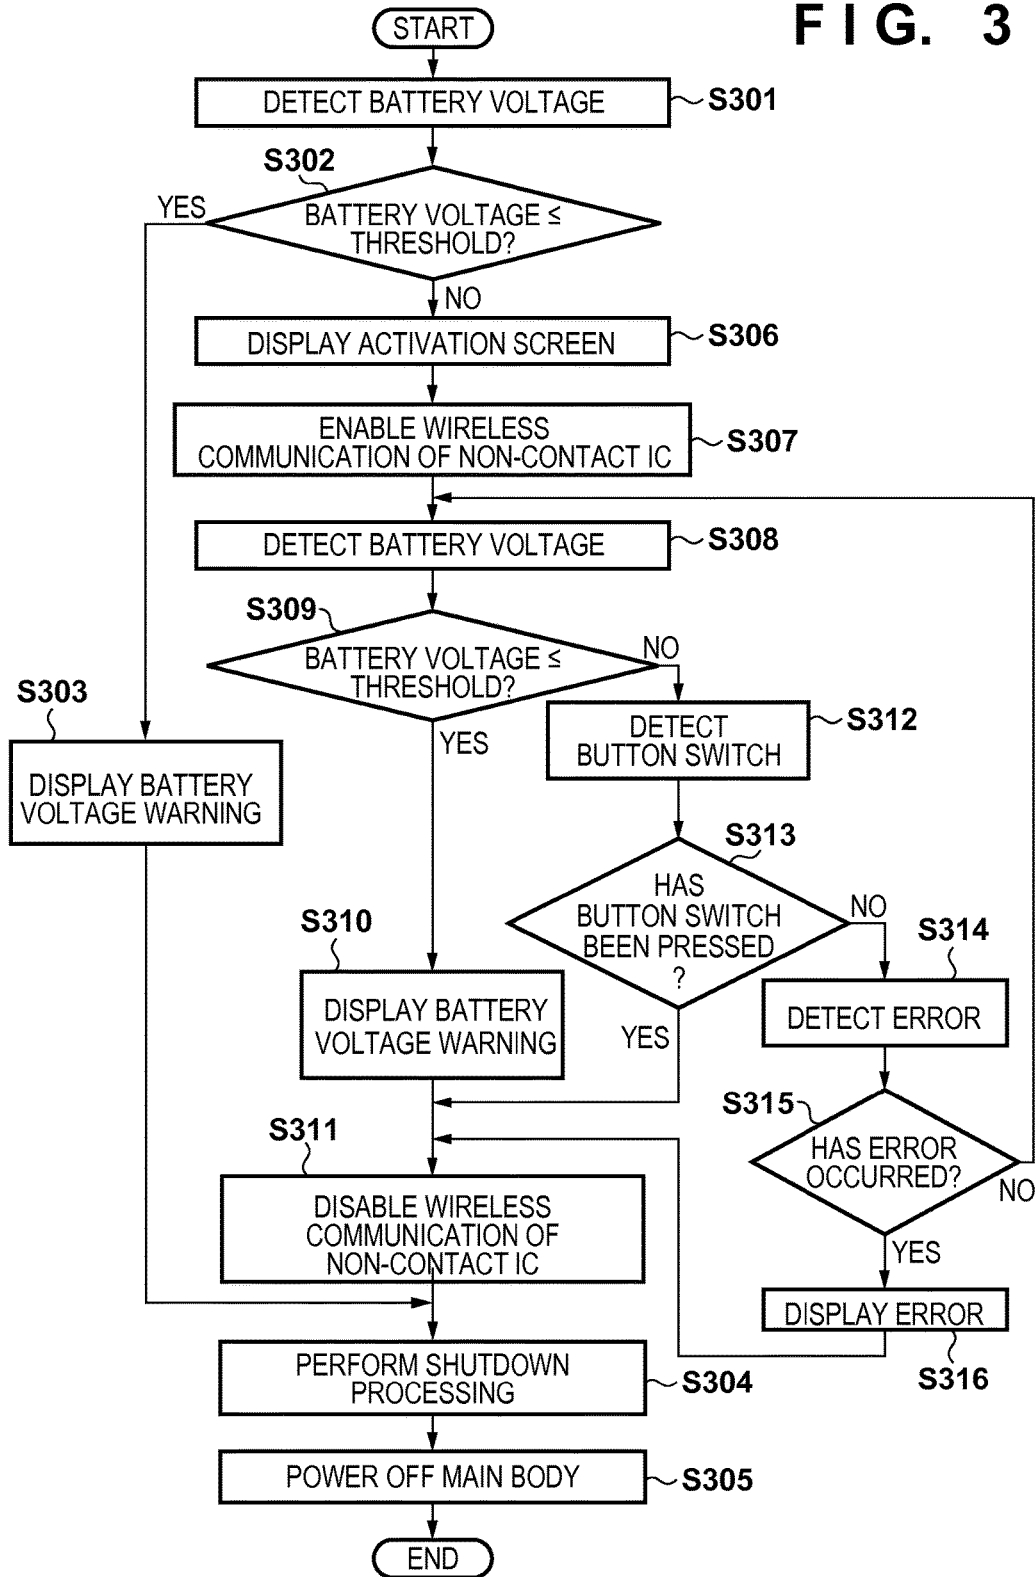 FIG. 3
START
DETECT BATTERY VOLTAGE
S301
S302
YES
BATTERY VOLTAGE ≤
THRESHOLD?
NO
DISPLAY ACTIVATION SCREEN
S306
ENABLE WIRELESS
COMMUNICATION OF NON-CONTACT IC
S307
DETECT BATTERY VOLTAGE
S308
S309
BATTERY VOLTAGE ≤
THRESHOLD?
NO
YES
S303
DISPLAY BATTERY
VOLTAGE WARNING
DETECT
BUTTON SWITCH
S312
S313
HAS
BUTTON SWITCH
BEEN PRESSED
?
NO
YES
S310
DISPLAY BATTERY
VOLTAGE WARNING
S314
DETECT ERROR
S315
HAS ERROR
OCCURRED?
NO
YES
S311
DISABLE WIRELESS
COMMUNICATION OF
NON-CONTACT IC
DISPLAY ERROR
S316
PERFORM SHUTDOWN
PROCESSING
S304
POWER OFF MAIN BODY
S305
END